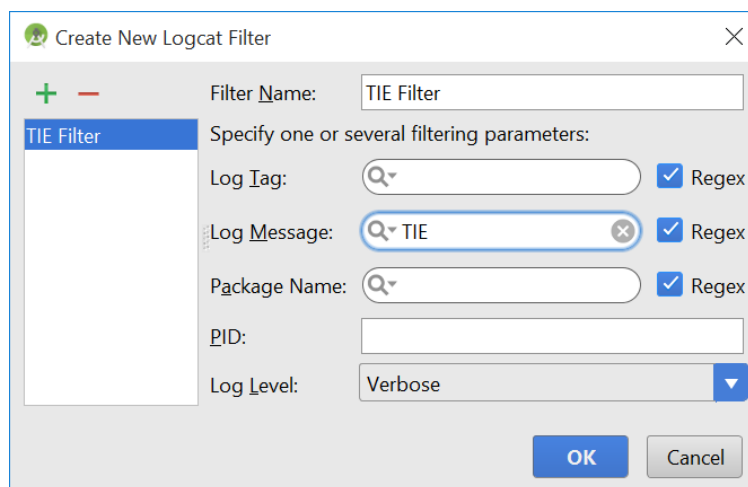 Create New Logcat Filter
Filter Name: TIE Filter
TIE Filter
Specify one or several filtering parameters:
Log Tag: Regex
Log Message: TIE Regex
Package Name: Regex
PID:
Log Level: Verbose
OK Cancel